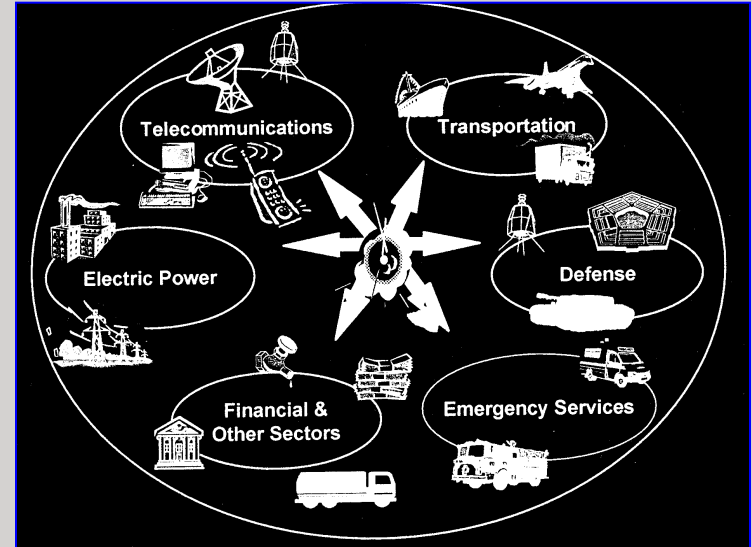 Telecommunications
Transportation
Electric Power
Defense
Financial &
Other Sectors
Emergency Services